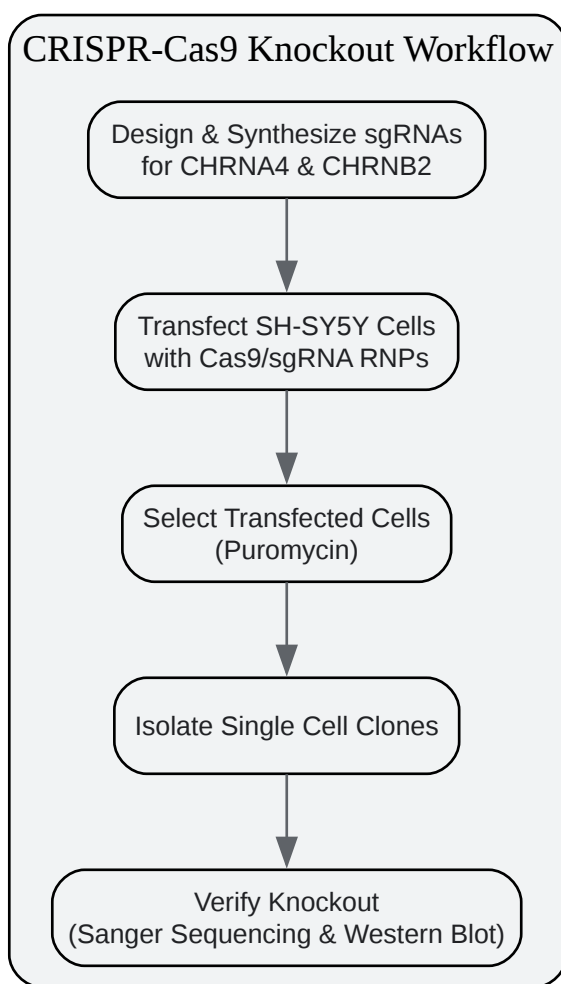 CRISPR-Cas9 Knockout Workflow
Design & Synthesize sgRNAs
for CHRNA4 & CHRNB2
Transfect SH-SY5Y Cells
with Cas9/sgRNA RNPs
Select Transfected Cells
(Puromycin)
Isolate Single Cell Clones
Verify Knockout
(Sanger Sequencing & Western Blot)